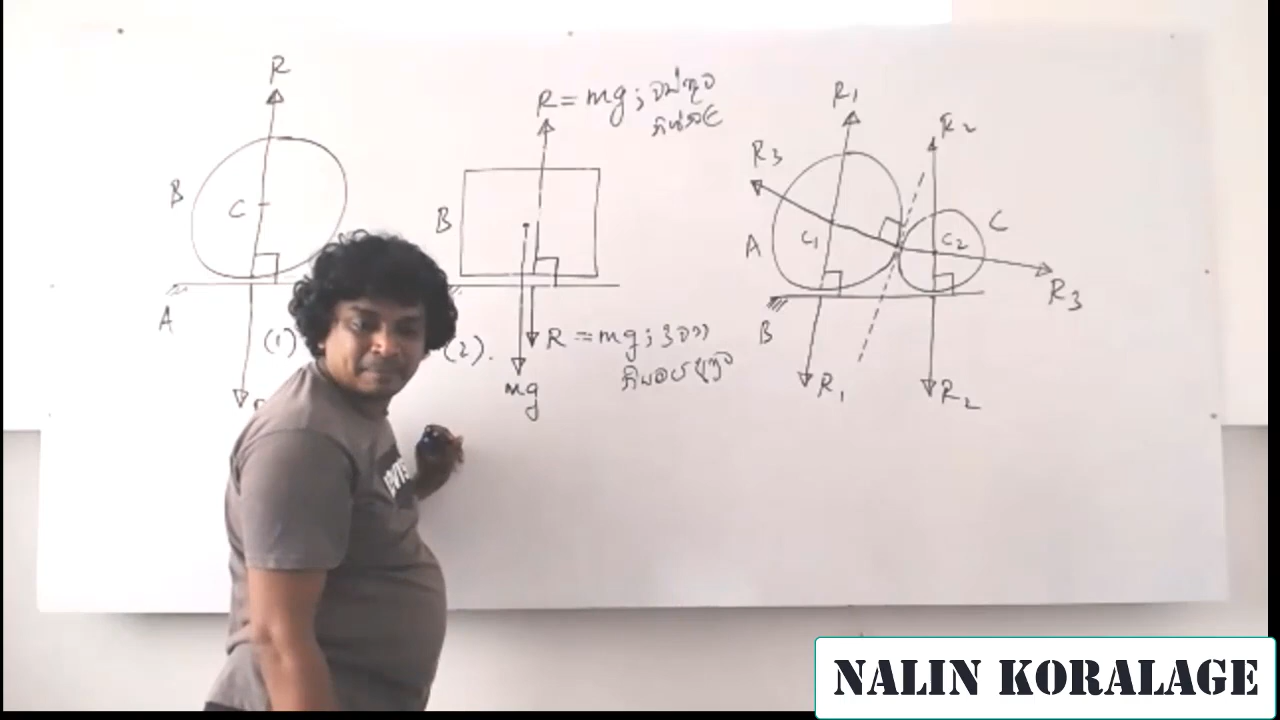 R
B
C
A
(1)
R = mg;
B
(2).
R = mg;
mg
R₁
R₂
R₃
A
C₁
C₂
C
B
R₃
R₁
R₂
NALIN KORALAGE